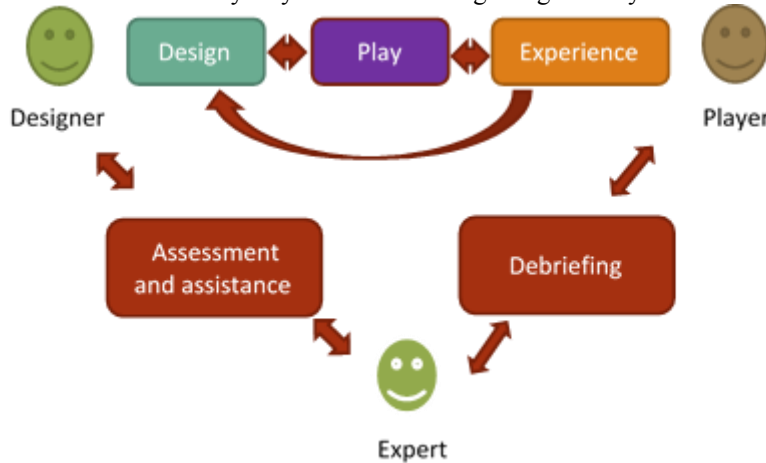 Design
Play
Experience
Designer
Player
Assessment
and assistance
Debriefing
Expert